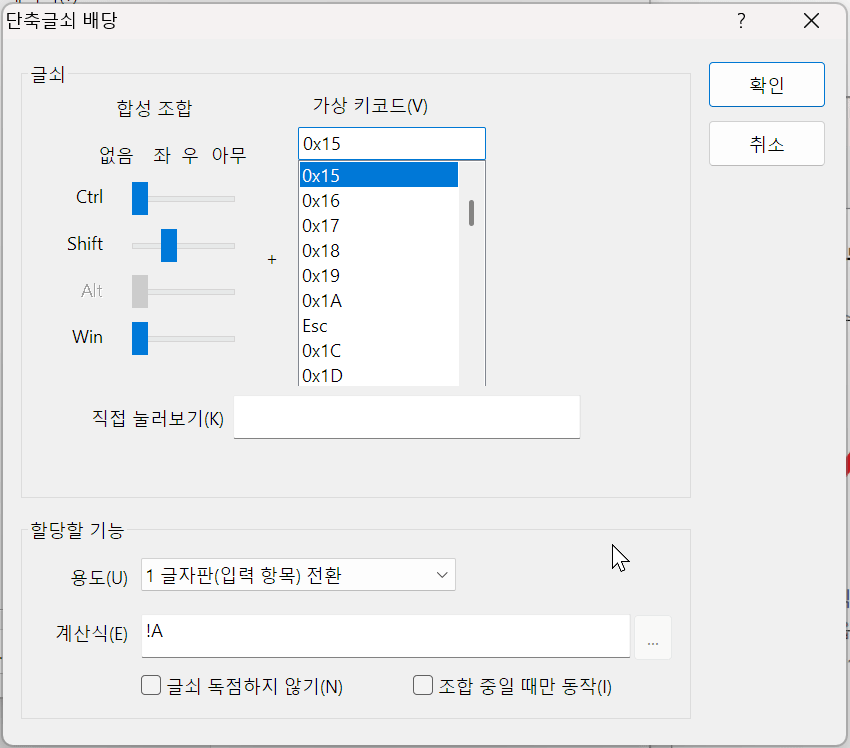 단축글쇠 배당
?
글쇠
확인
합성 조합
가상 키코드(V)
0x15
취소
없음 좌 우 아무
Ctrl
Shift
Alt
Win
+
0x15
0x16
0x17
0x18
0x19
0x1A
Esc
0x1C
0x1D
직접 눌러보기(K)
할당할 기능
용도(U)
1 글자판(입력 항목) 전환
계산식(E)
!A
...
글쇠 독점하지 않기(N)
조합 중일 때만 동작(I)